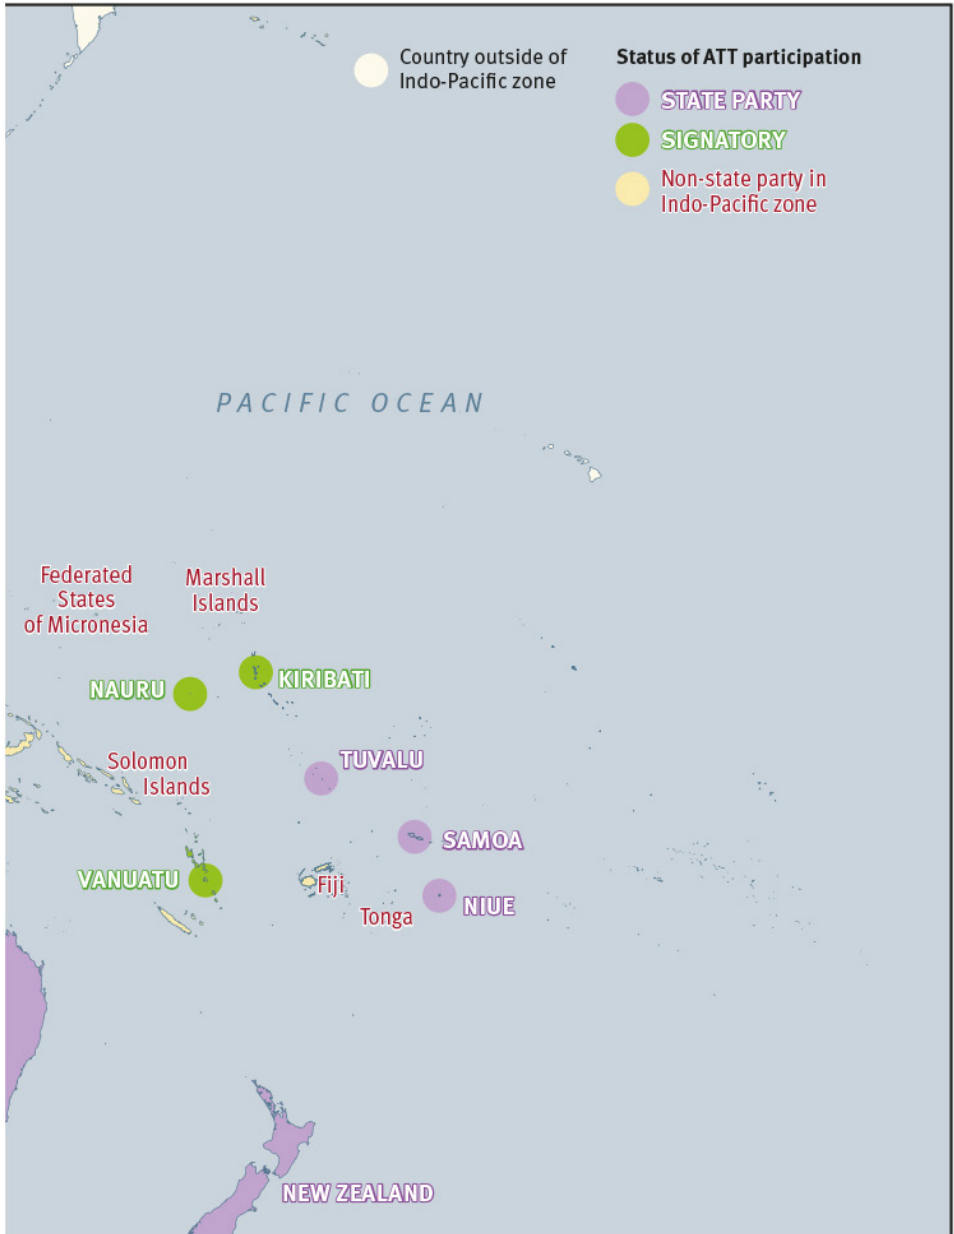 Country outside of
Indo-Pacific zone
Status of ATT participation
STATE PARTY
SIGNATORY
Non-state party in
Indo-Pacific zone
PACIFIC OCEAN
Federated
States
of Micronesia
Marshall
Islands
NAURU
KIRIBATI
Solomon
Islands
TUVALU
SAMOA
VANUATU
Fiji
Tonga
NIUE
NEW ZEALAND